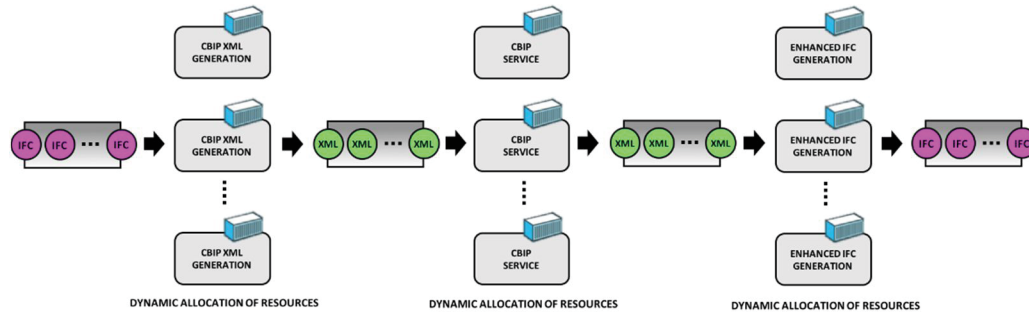 CBIP XML
GENERATION
CBIP
SERVICE
ENHANCED IFC
GENERATION
IFC IFC ... IFC
CBIP XML
GENERATION
XML XML ... XML
CBIP
SERVICE
XML XML ... XML
ENHANCED IFC
GENERATION
IFC IFC ... IFC
CBIP XML
GENERATION
CBIP
SERVICE
ENHANCED IFC
GENERATION
DYNAMIC ALLOCATION OF RESOURCES
DYNAMIC ALLOCATION OF RESOURCES
DYNAMIC ALLOCATION OF RESOURCES